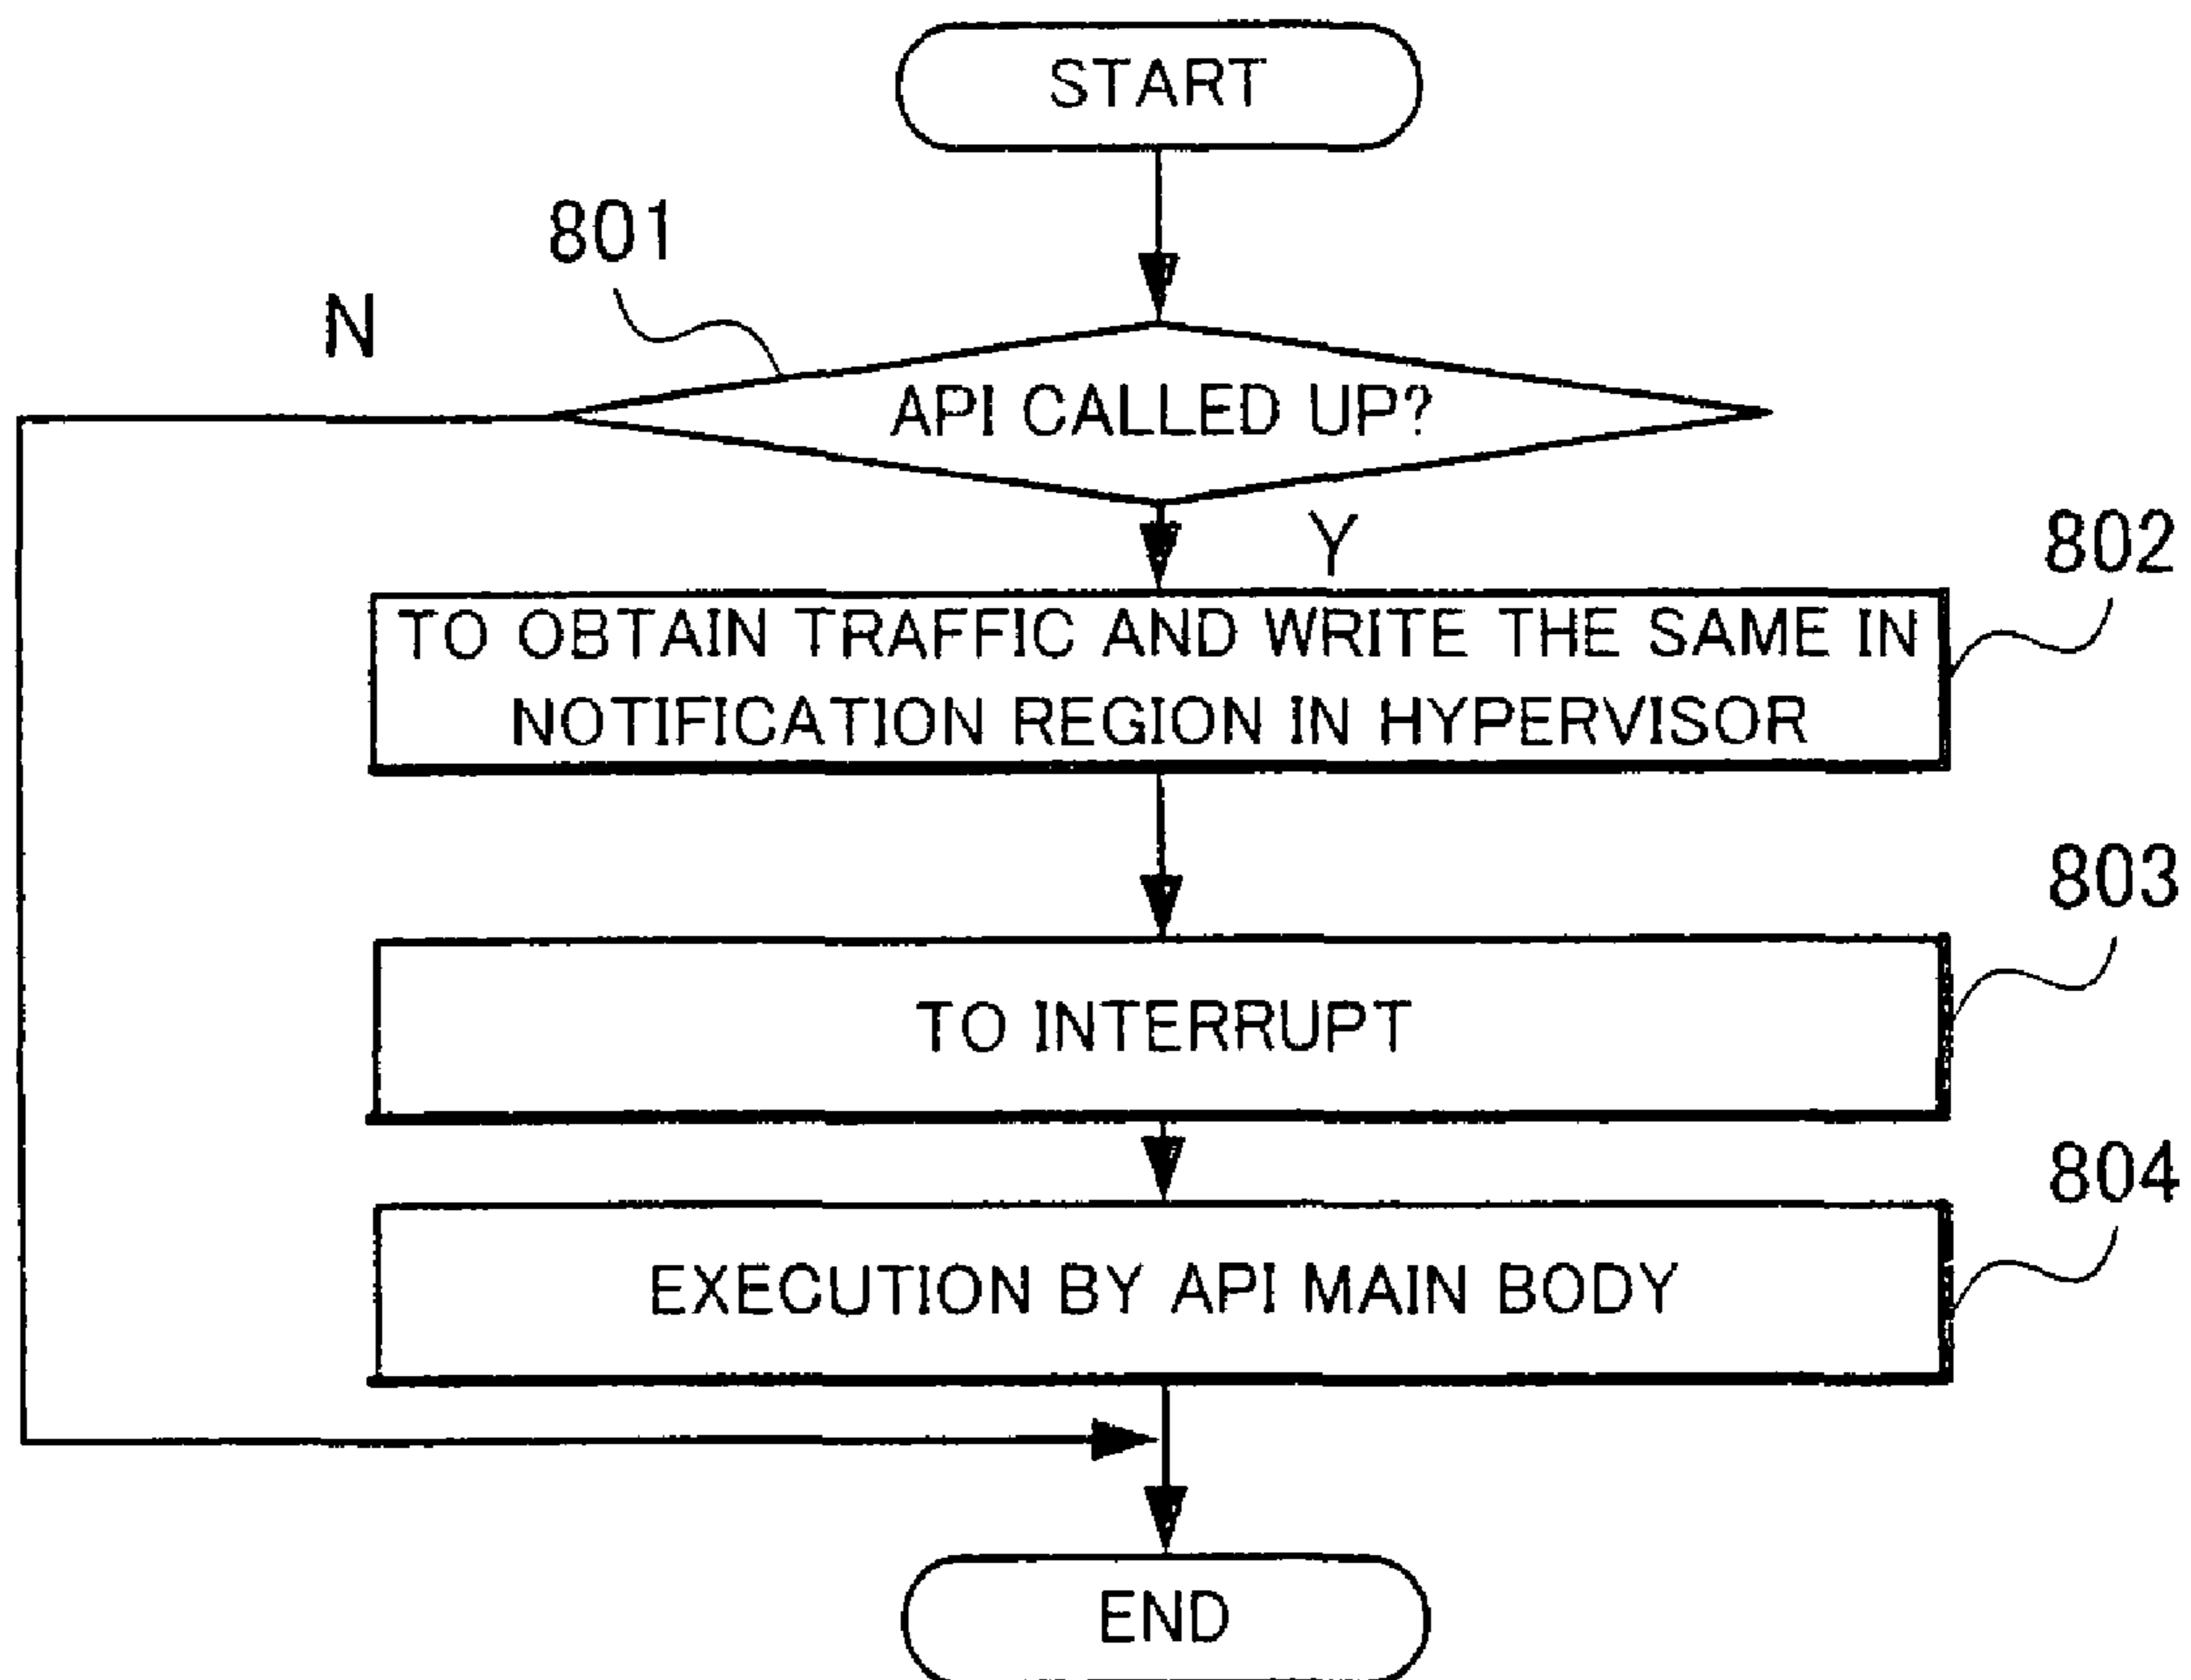 START
801
N
API CALLED UP?
Y
802
TO OBTAIN TRAFFIC AND WRITE THE SAME IN
NOTIFICATION REGION IN HYPERVISOR
803
TO INTERRUPT
804
EXECUTION BY API MAIN BODY
END